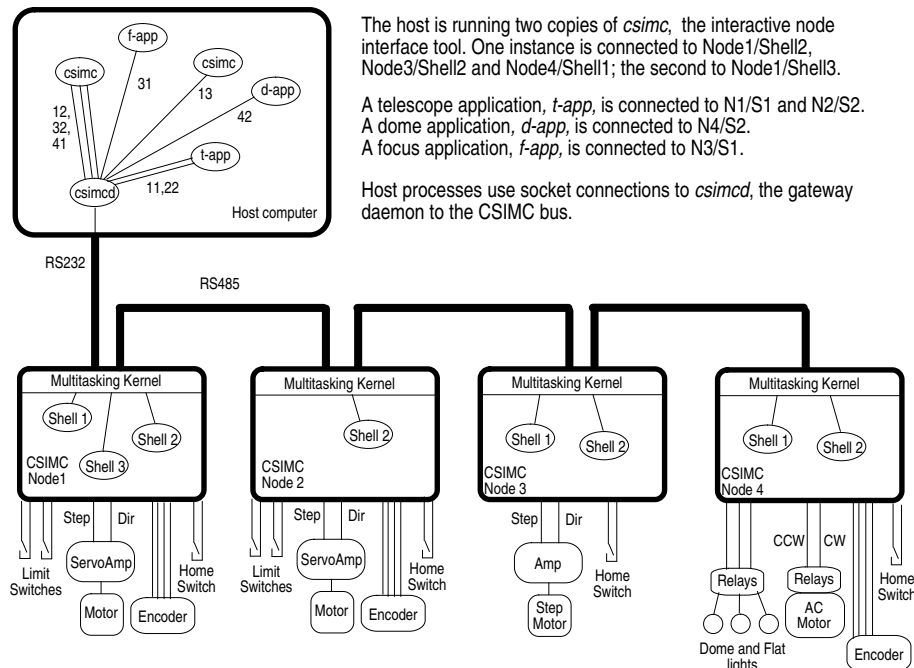 The host is running two copies of csimc, the interactive node
interface tool. One instance is connected to Node1/Shell2,
Node3/Shell2 and Node4/Shell1; the second to Node1/Shell3.
A telescope application, t-app, is connected to N1/S1 and N2/S2.
A dome application, d-app, is connected to N4/S2.
A focus application, f-app, is connected to N3/S1.
Host processes use socket connections to csimcd, the gateway
daemon to the CSIMC bus.
f-app
csimc
csimc
31
13
d-app
12,
32,
41
42
t-app
csimcd
11,22
Host computer
RS232
RS485
Multitasking Kernel
Shell 1
Shell 2
Shell 3
CSIMC
Node1
Step
Dir
Limit
Switches
ServoAmp
Motor
Encoder
Home
Switch
Multitasking Kernel
Shell 2
CSIMC
Node 2
Step
Dir
Limit
Switches
ServoAmp
Motor
Encoder
Home
Switch
Multitasking Kernel
Shell 1
Shell 2
CSIMC
Node 3
Step
Dir
Amp
Step
Motor
Home
Switch
Multitasking Kernel
Shell 1
Shell 2
CSIMC
Node 4
CCW
CW
Relays
Relays
AC
Motor
Dome and Flat
lights
Encoder
Home
Switch